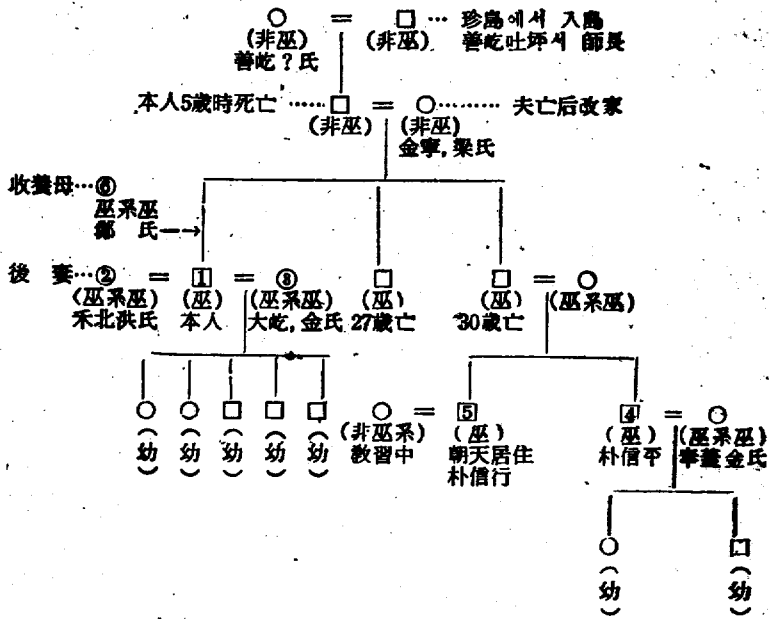 ○ = □ … 珍島에서 入島
(非巫) (非巫) 善屹吐坪서 師長
善屹？氏
本人5歲時死亡 …… □ = ○ ……… 夫亡后改家
(非巫) (非巫)
金寧, 梁氏
收養母…⑥
巫系巫
鄭 氏 ─→
後 妻…② = 1 = ③ □ □ = ○
(巫系巫) (巫) (巫系巫) (巫) (巫) (巫系巫)
禾北洪氏 本人 大屹, 金氏 27歲亡 30歲亡
○ ○ □ □ □ ○ = 5 4 = ○
(幼) (幼) (幼) (幼) (幼) (非巫系) (巫) (巫) (巫系巫)
敎習中 朝天居住 朴信平 金氏
朴信行
○ □
(幼) (幼)